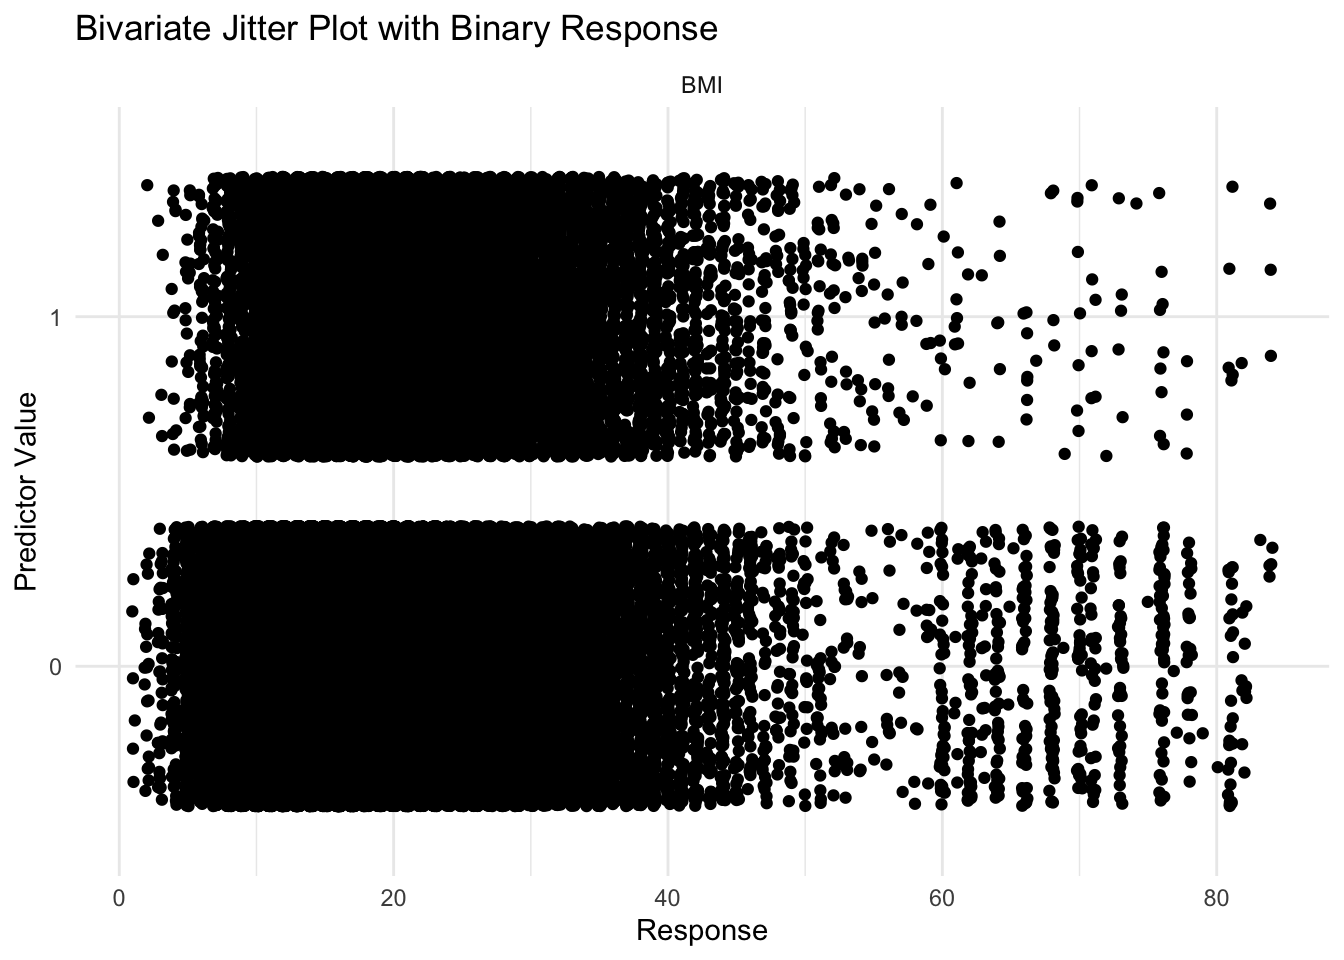 Bivariate Jitter Plot with Binary Response
BMI
1
0
Predictor Value
0 20 40 60 80
Response